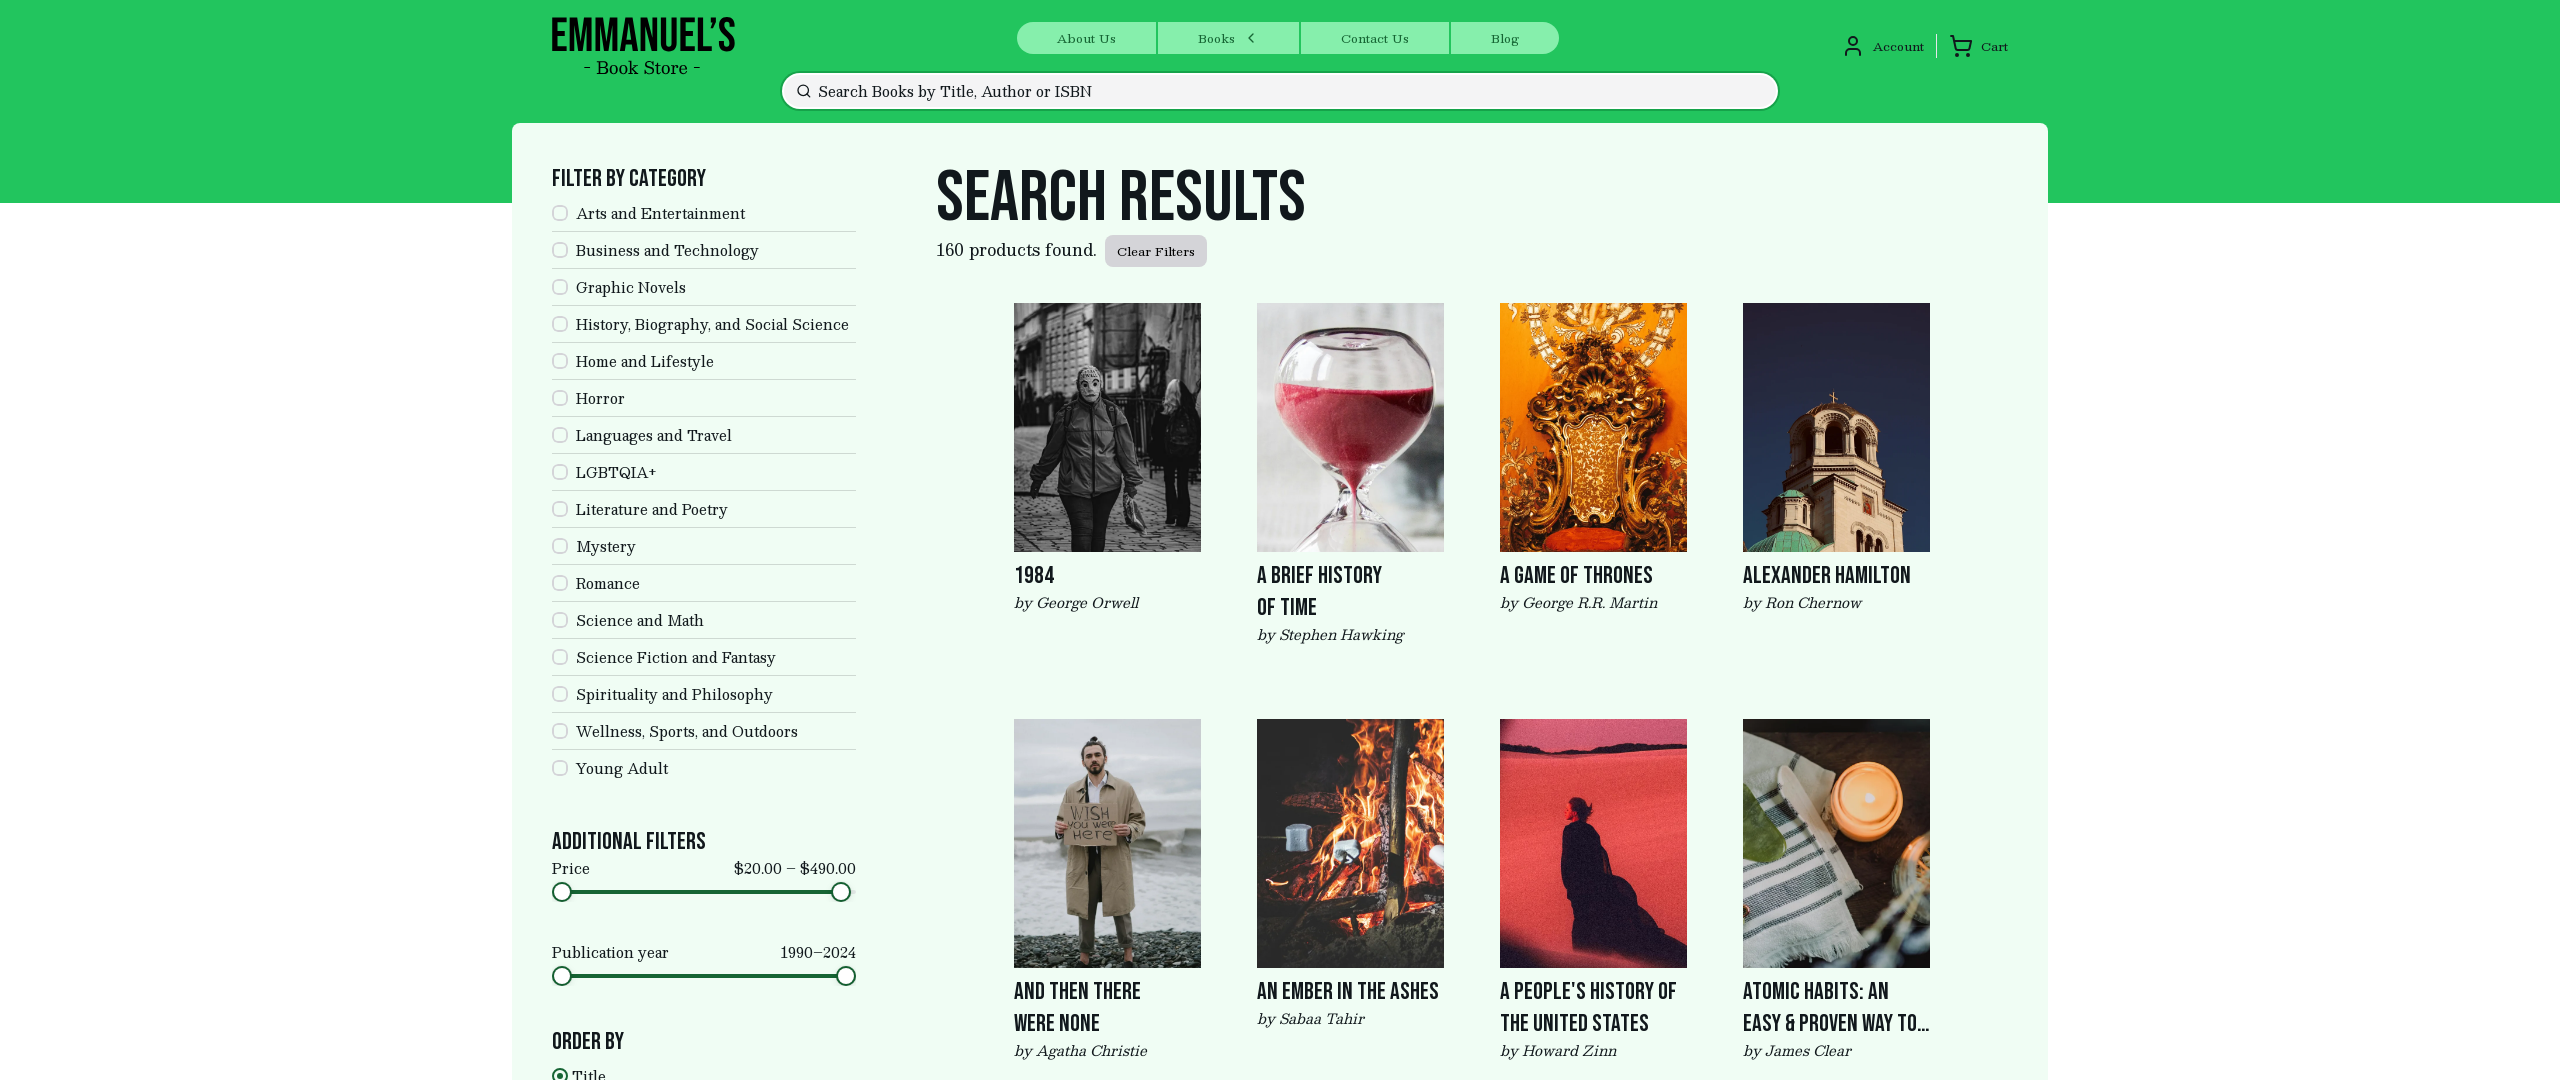 EMMANUEL'S
- Book Store -
About Us
Books
Contact Us
Blog
Account
Cart
Search Books by Title, Author or ISBN
FILTER BY CATEGORY
Arts and Entertainment
Business and Technology
Graphic Novels
History, Biography, and Social Science
Home and Lifestyle
Horror
Languages and Travel
LGBTQIA+
Literature and Poetry
Mystery
Romance
Science and Math
Science Fiction and Fantasy
Spirituality and Philosophy
Wellness, Sports, and Outdoors
Young Adult
ADDITIONAL FILTERS
Price
$20.00 – $490.00
Publication year
1990–2024
ORDER BY
Title
SEARCH RESULTS
160 products found.
Clear Filters
1984
by George Orwell
A BRIEF HISTORY
OF TIME
by Stephen Hawking
A GAME OF THRONES
by George R.R. Martin
ALEXANDER HAMILTON
by Ron Chernow
WISH
YOU WERE
HERE
AND THEN THERE
WERE NONE
by Agatha Christie
AN EMBER IN THE ASHES
by Sabaa Tahir
A PEOPLE'S HISTORY OF
THE UNITED STATES
by Howard Zinn
ATOMIC HABITS: AN
EASY & PROVEN WAY TO...
by James Clear